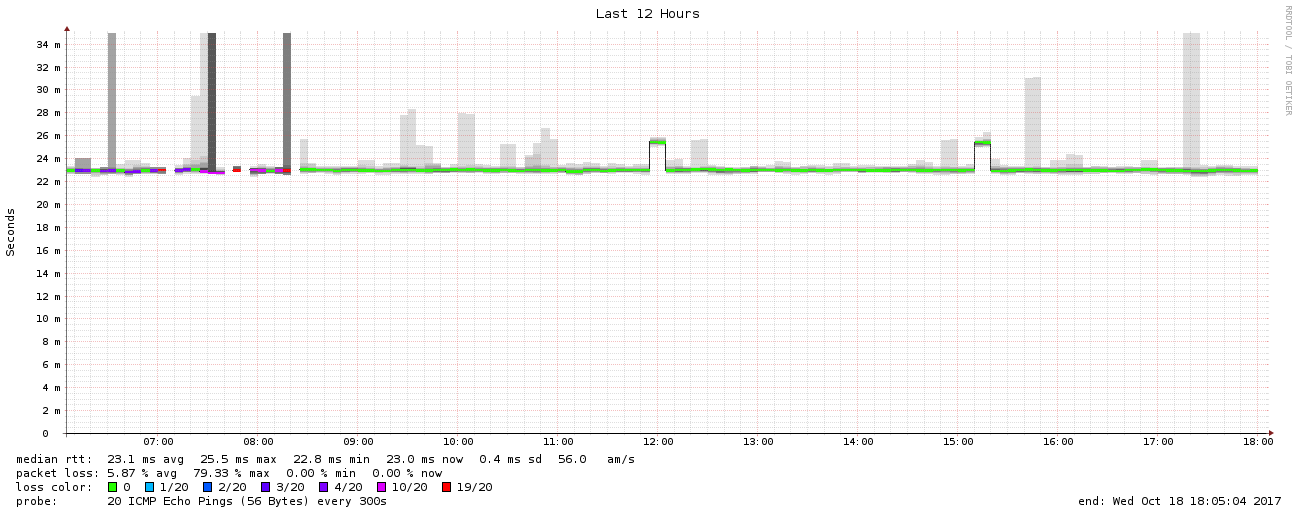 Last 12 Hours
RRDTOOL / TOBI OETIKER
Seconds
34 m
32 m
30 m
28 m
26 m
24 m
22 m
20 m
18 m
16 m
14 m
12 m
10 m
8 m
6 m
4 m
2 m
0
07:00 08:00 09:00 10:00 11:00 12:00 13:00 14:00 15:00 16:00 17:00 18:00
median rtt: 23.1 ms avg 25.5 ms max 22.8 ms min 23.0 ms now 0.4 ms sd 56.0 am/s
packet loss: 5.87 % avg 79.33 % max 0.00 % min 0.00 % now
loss color: 0 1/20 2/20 3/20 4/20 10/20 19/20
probe: 20 ICMP Echo Pings (56 Bytes) every 300s end: Wed Oct 18 18:05:04 2017